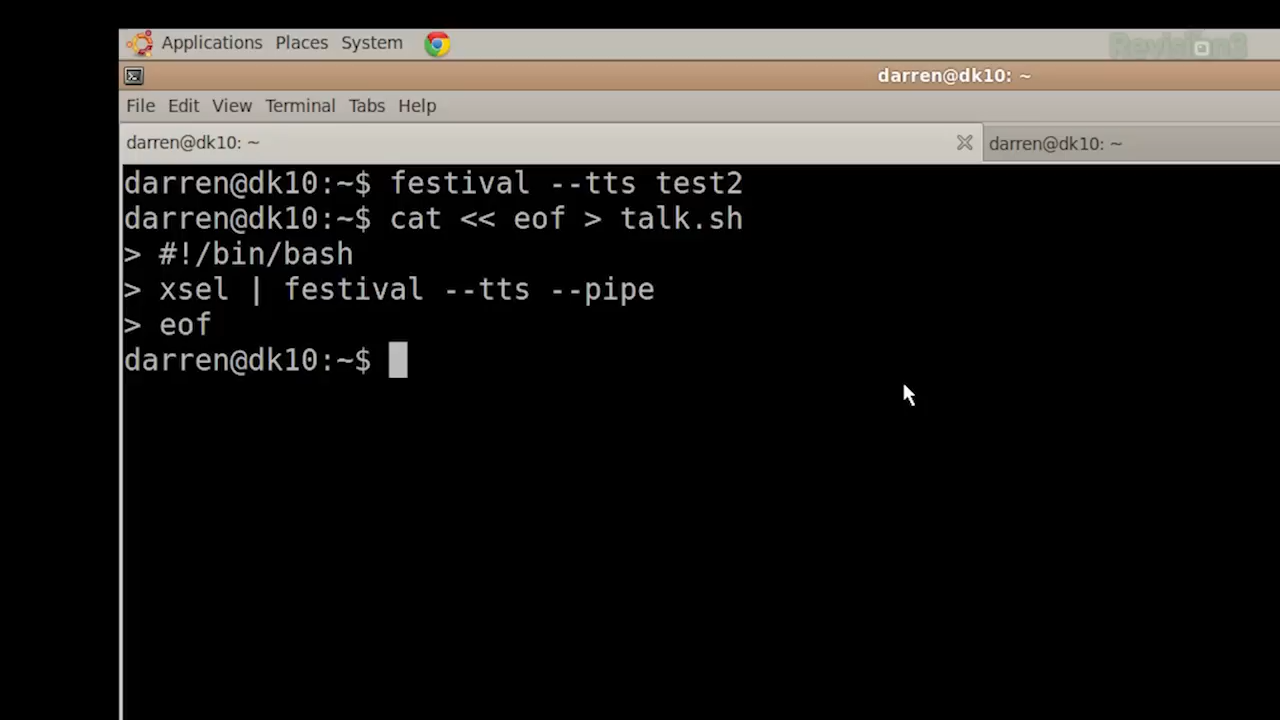 Applications Places System
Revision3
darren@dk10: ~
File Edit View Terminal Tabs Help
darren@dk10: ~ darren@dk10: ~
darren@dk10:~$ festival --tts test2
darren@dk10:~$ cat << eof > talk.sh
> #!/bin/bash
> xsel | festival --tts --pipe
> eof
darren@dk10:~$